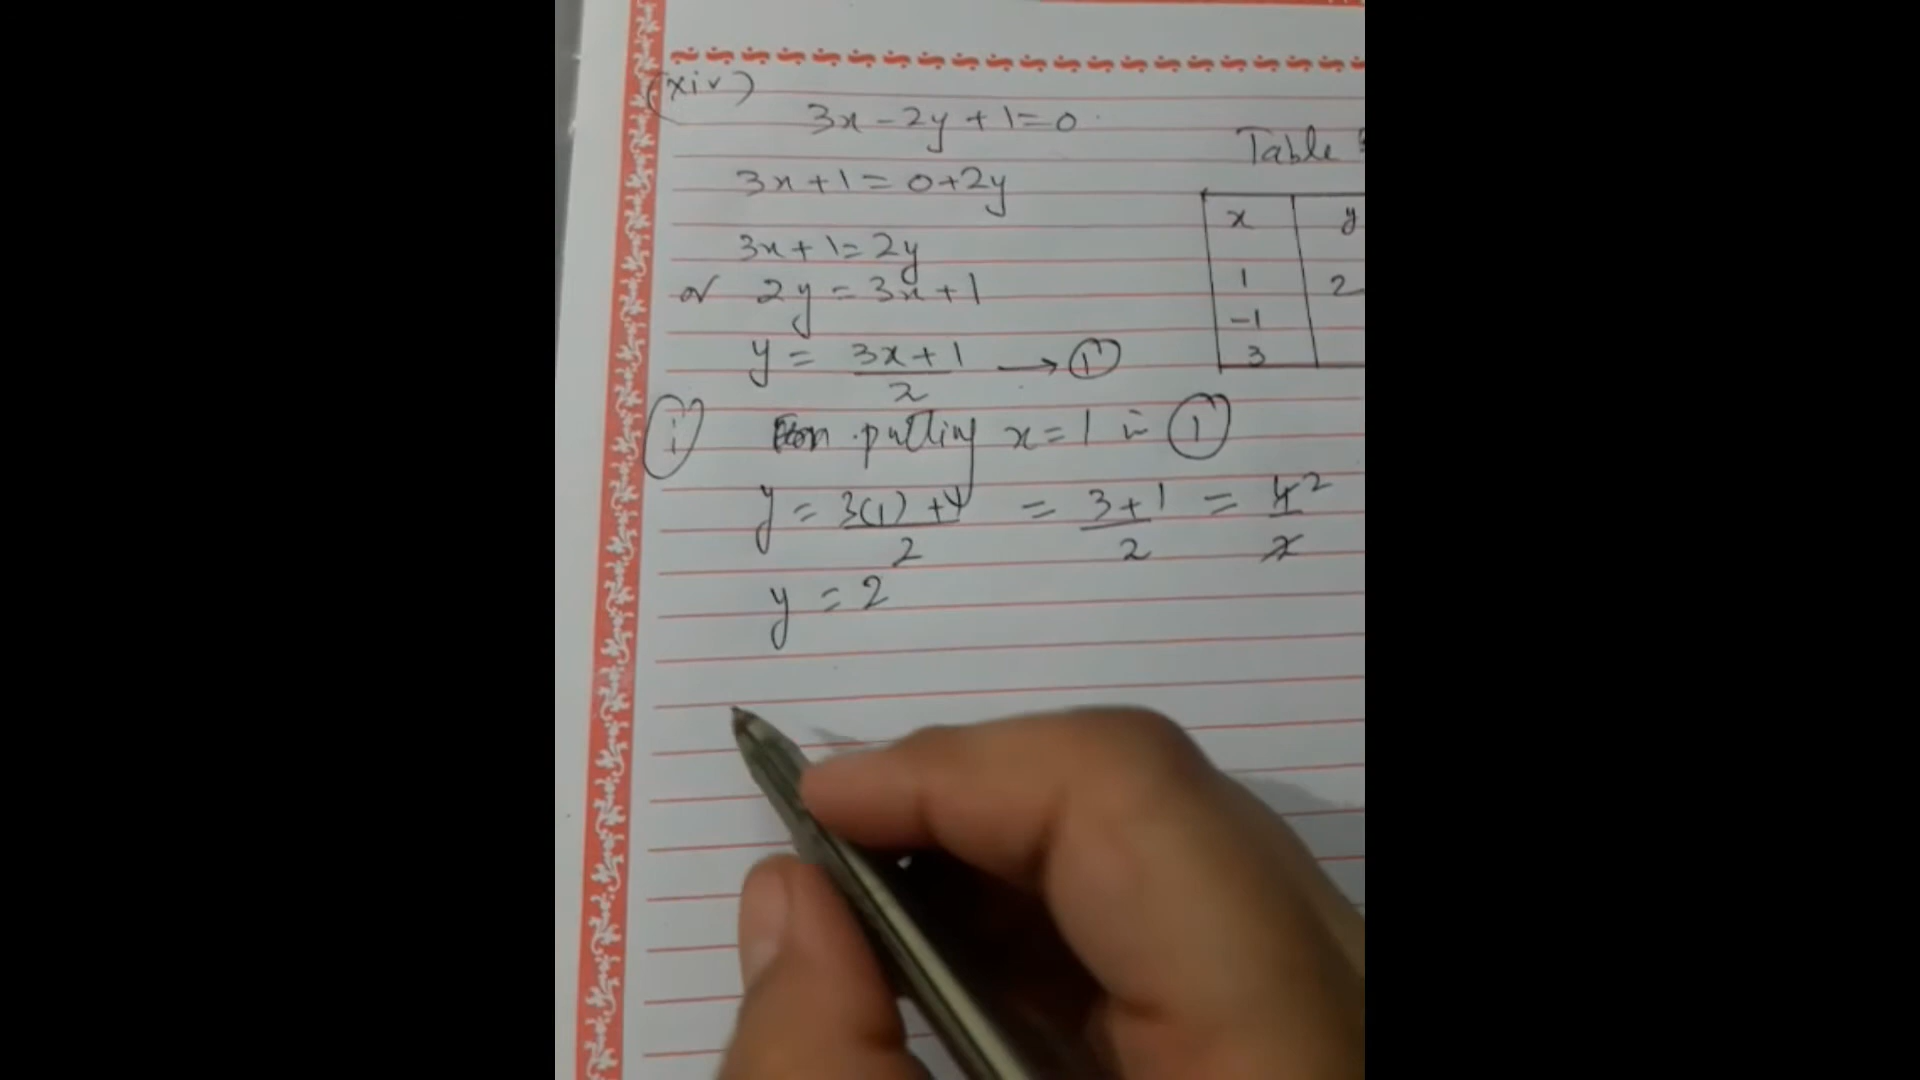 (xiv)
3x - 2y + 1 = 0
3x + 1 = 0 + 2y
3x + 1 = 2y
or 2y = 3x + 1
y = 3x + 1 / 2 → ①
(i) on putting x = 1 in ①
y = 3(1) + 1 / 2 = 3 + 1 / 2 = 4 2 / 2
y = 2
Table
x y
1 2
-1
3